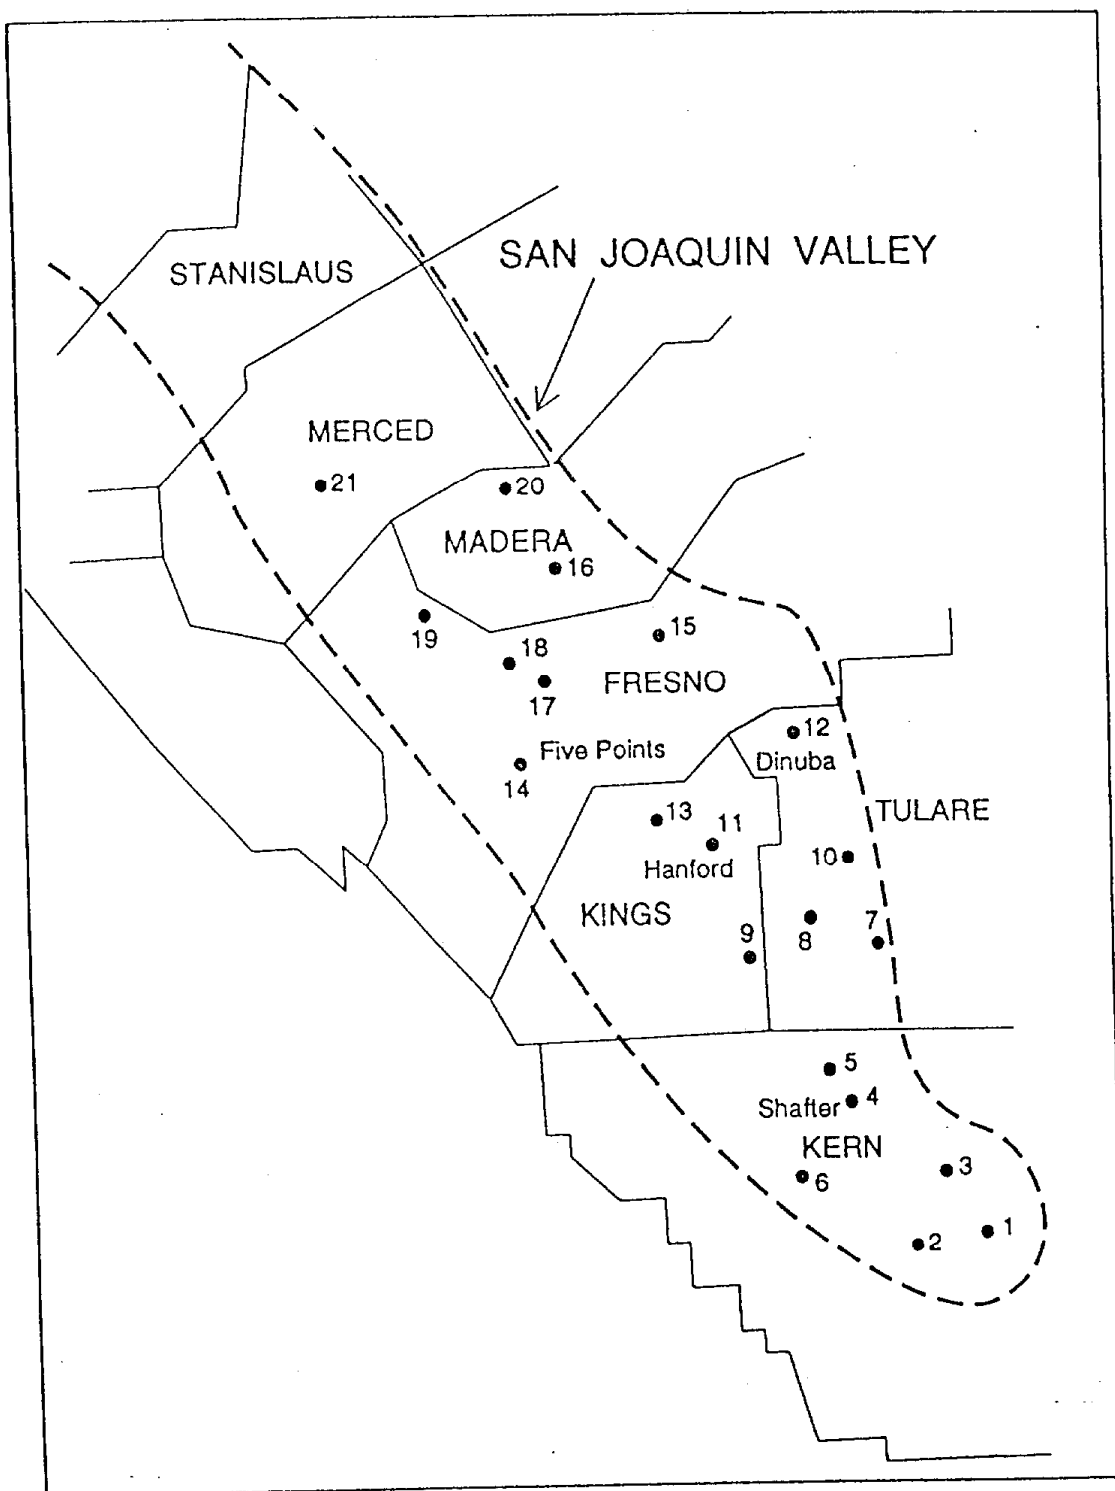 SAN JOAQUIN VALLEY
STANISLAUS
MERCED
21
20
MADERA
16
19
18
15
17
FRESNO
12
Five Points
Dinuba
14
TULARE
13
11
10
Hanford
KINGS
9
8
7
5
Shafter
4
KERN
3
6
1
2